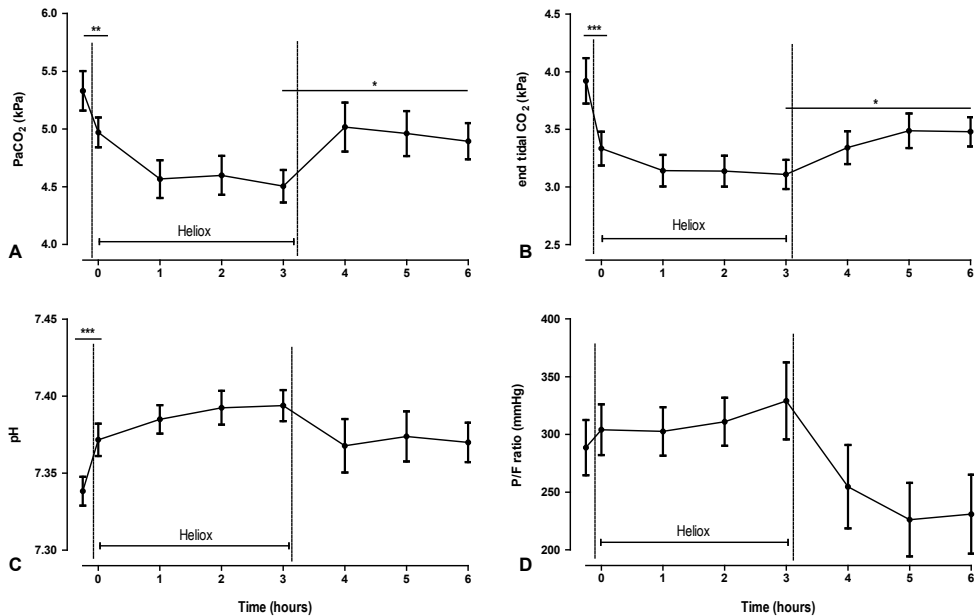 **
PaCO2 (kPa)
6.0
5.5
5.0
4.5
4.0
*
Heliox
A
0 1 2 3 4 5 6
***
end tidal CO2 (kPa)
4.5
4.0
3.5
3.0
2.5
*
Heliox
B
0 1 2 3 4 5 6
***
pH
7.45
7.40
7.35
7.30
Heliox
C
0 1 2 3 4 5 6
Time (hours)
P/F ratio (mmHg)
400
350
300
250
200
Heliox
D
0 1 2 3 4 5 6
Time (hours)